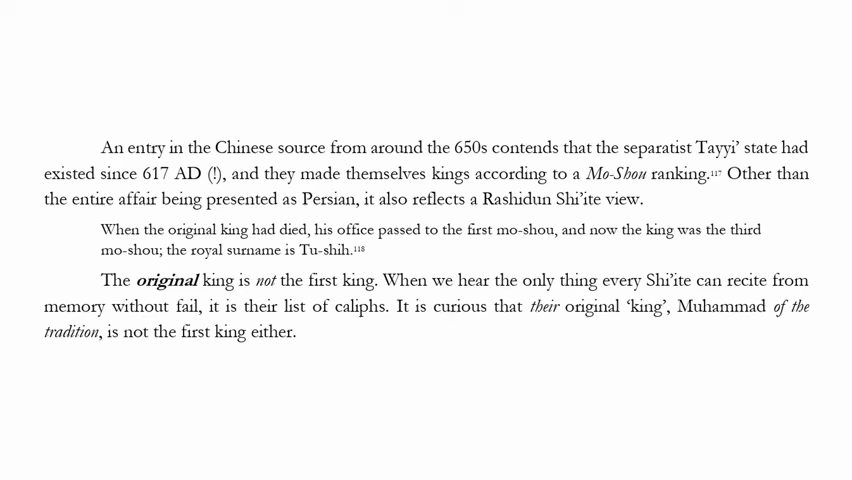 An entry in the Chinese source from around the 650s contends that the separatist Tayyi’ state had
existed since 617 AD (!), and they made themselves kings according to a Mo-Shou ranking.117 Other than
the entire affair being presented as Persian, it also reflects a Rashidun Shi’ite view.
When the original king had died, his office passed to the first mo-shou, and now the king was the third
mo-shou; the royal surname is Tu-shih.118
The original king is not the first king. When we hear the only thing every Shi’ite can recite from
memory without fail, it is their list of caliphs. It is curious that their original ‘king’, Muhammad of the
tradition, is not the first king either.